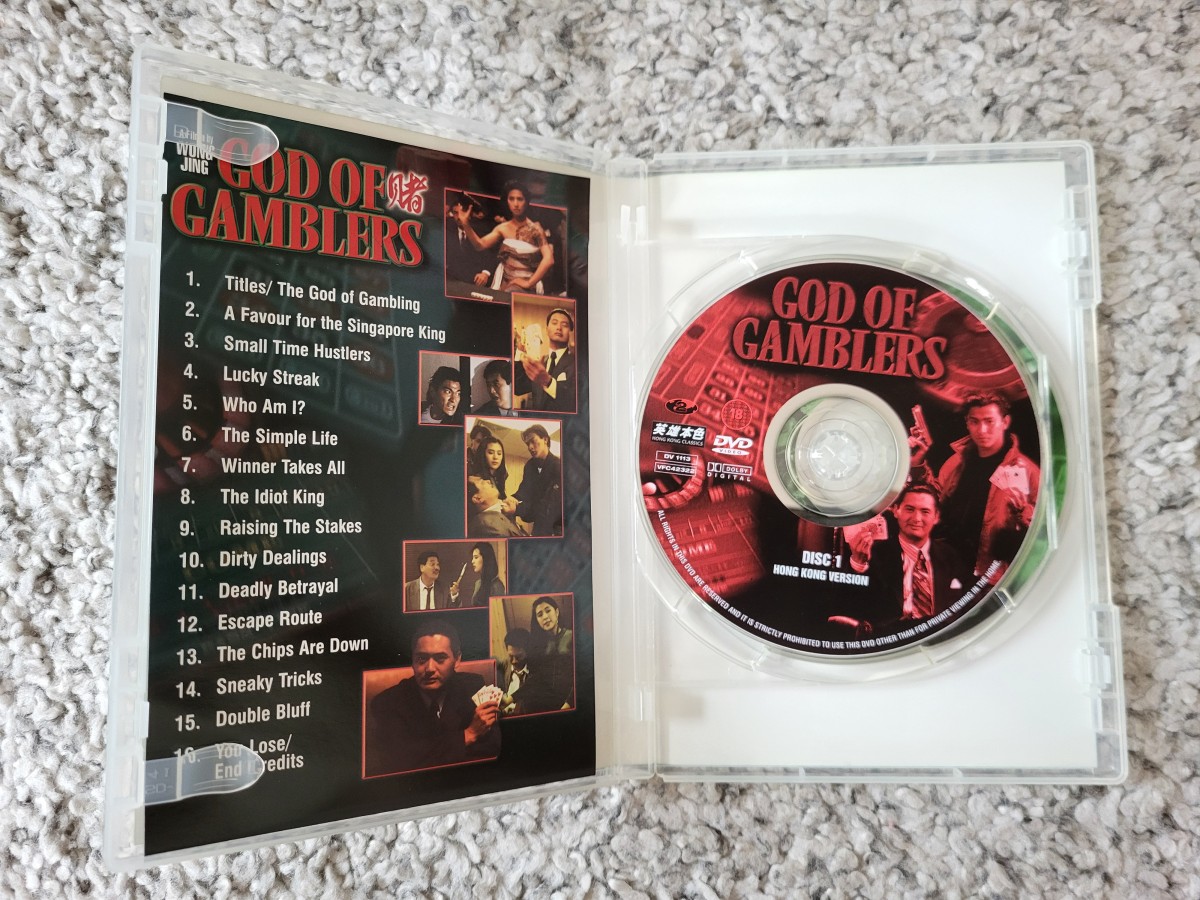 A Film by
WONG
JING
GOD OF 赌
GAMBLERS
1. Titles/ The God of Gambling
2. A Favour for the Singapore King
3. Small Time Hustlers
4. Lucky Streak
5. Who Am I?
6. The Simple Life
7. Winner Takes All
8. The Idiot King
9. Raising The Stakes
10. Dirty Dealings
11. Deadly Betrayal
12. Escape Route
13. The Chips Are Down
14. Sneaky Tricks
15. Double Bluff
16. You Lose/
End Credits
GOD OF
GAMBLERS
英雄本色
HONG KONG CLASSICS
18
DVD
VIDEO
DV 1113
VFC42322
DOLBY
DIGITAL
DISC 1
HONG KONG VERSION
ALL RIGHTS IN THIS DVD ARE RESERVED AND IT IS STRICTLY PROHIBITED TO USE THIS DVD OTHER THAN FOR PRIVATE VIEWING IN THE HOME.